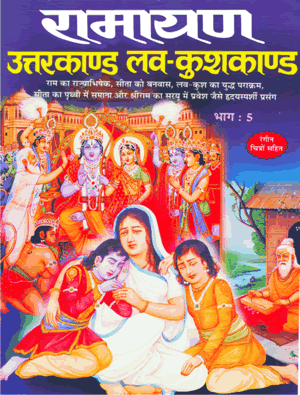 रामायण
उत्तरकाण्ड लव-कुशकाण्ड
राम का राज्याभिषेक, सीता को बनवास, लव-कुश का युद्ध पराक्रम,
सीता का पृथ्वी में समाना और श्रीराम का सरयू में प्रवेश जैसे हृदयस्पर्शी प्रसंग
भाग : 5
रंगीन
चित्रों सहित